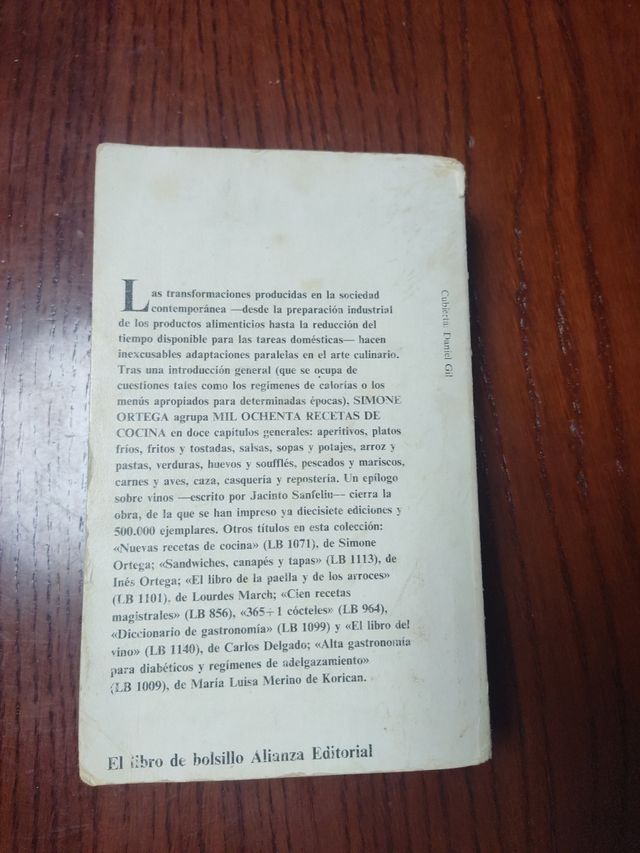 Las transformaciones producidas en la sociedad
contemporánea —desde la preparación industrial
de los productos alimenticios hasta la reducción del
tiempo disponible para las tareas domésticas— hacen
inexcusables adaptaciones paralelas en el arte culinario.
Tras una introducción general (que se ocupa de
cuestiones tales como los regímenes de calorías o los
menús apropiados para determinadas épocas), SIMONE
ORTEGA agrupa MIL OCHENTA RECETAS DE
COCINA en doce capítulos generales: aperitivos, platos
fríos, fritos y tostadas, salsas, sopas y potajes, arroz y
pastas, verduras, huevos y soufflés, pescados y mariscos,
carnes y aves, caza, casquería y repostería. Un epílogo
sobre vinos —escrito por Jacinto Sanfeliu— cierra la
obra, de la que se han impreso ya diecisiete ediciones y
500.000 ejemplares. Otros títulos en esta colección:
«Nuevas recetas de cocina» (LB 1071), de Simone
Ortega; «Sandwiches, canapés y tapas» (LB 1113), de
Inés Ortega; «El libro de la paella y de los arroces»
(LB 1101), de Lourdes March; «Cien recetas
magistrales» (LB 856), «365+1 cócteles» (LB 964),
«Diccionario de gastronomía» (LB 1099) y «El libro del
vino» (LB 1140), de Carlos Delgado; «Alta gastronomía
para diabéticos y regímenes de adelgazamiento»
(LB 1009), de María Luisa Merino de Korican.
El libro de bolsillo Alianza Editorial
Cubierta: Daniel Gil